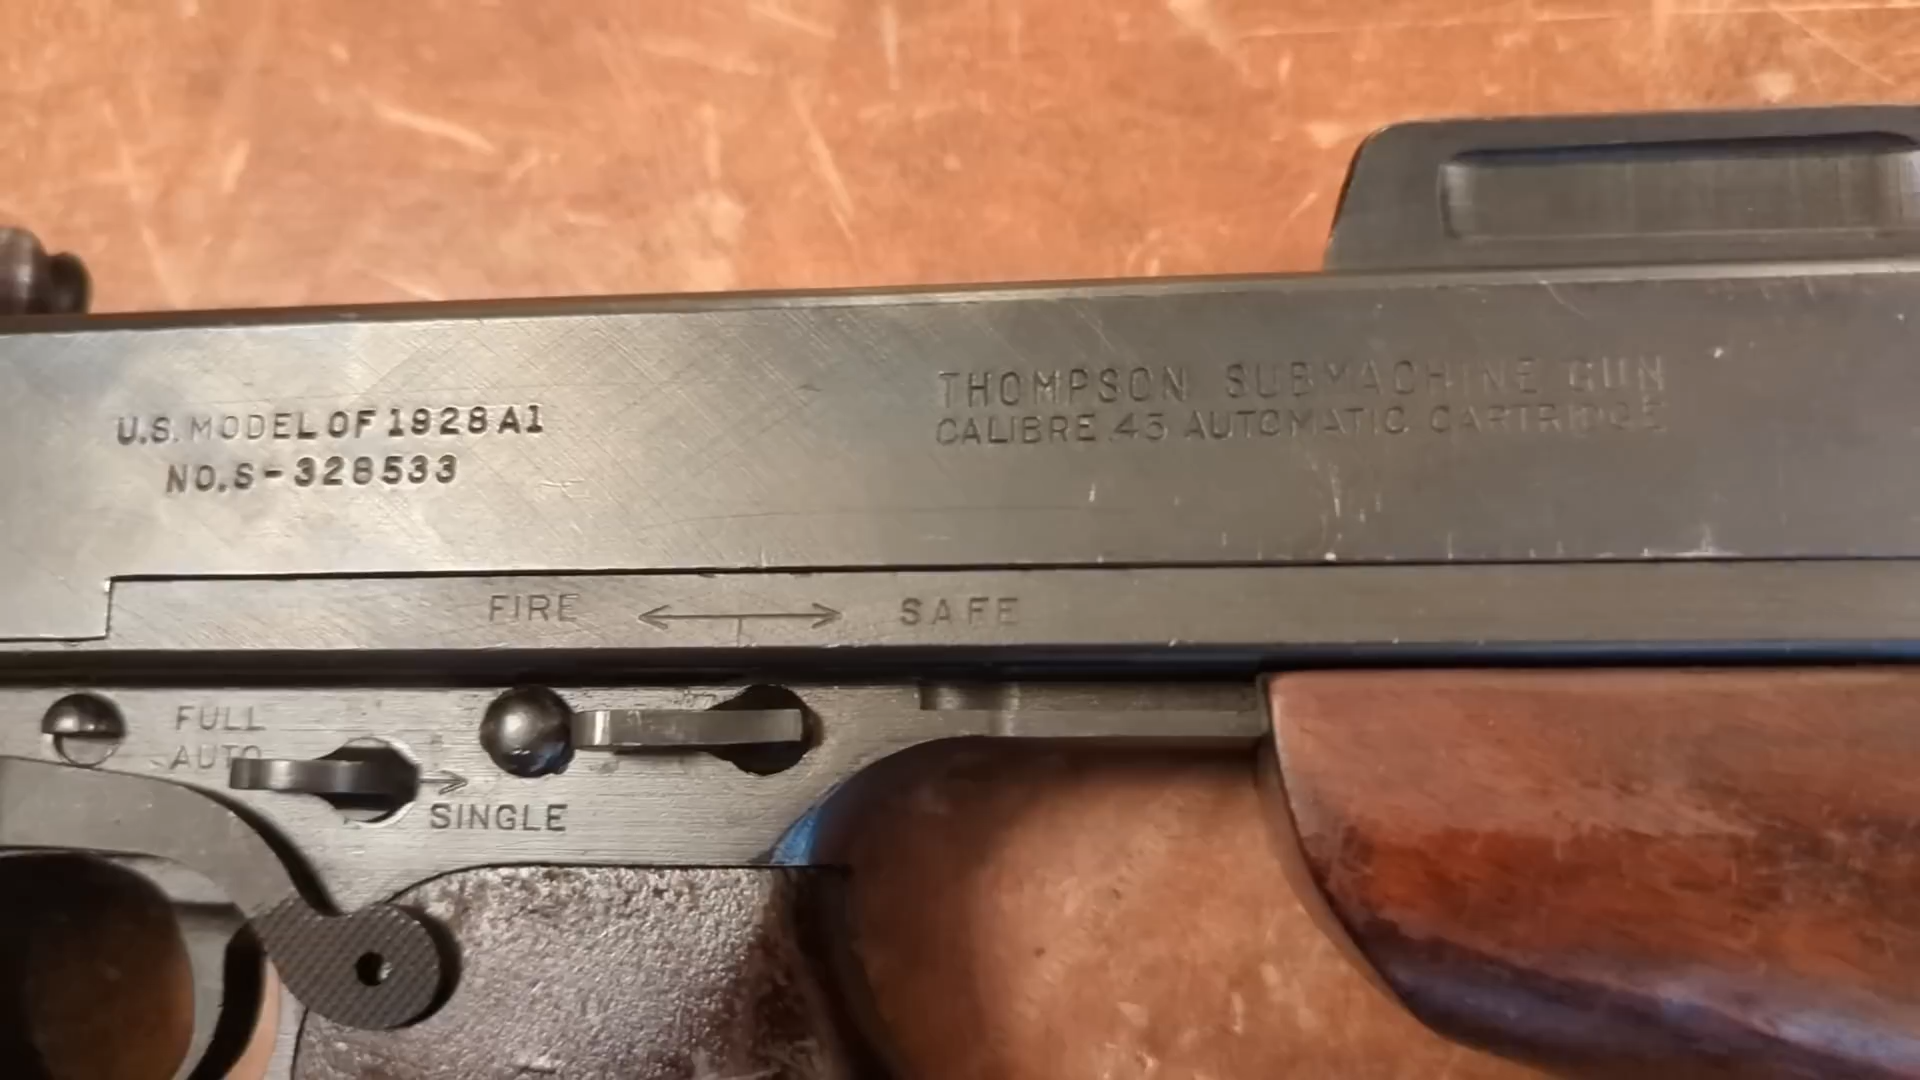 U.S. MODEL OF 1928 A1
NO. S-328533
THOMPSON SUBMACHINE GUN
CALIBRE .45 AUTOMATIC CARTRIDGE
FIRE SAFE
FULL
AUTO
SINGLE